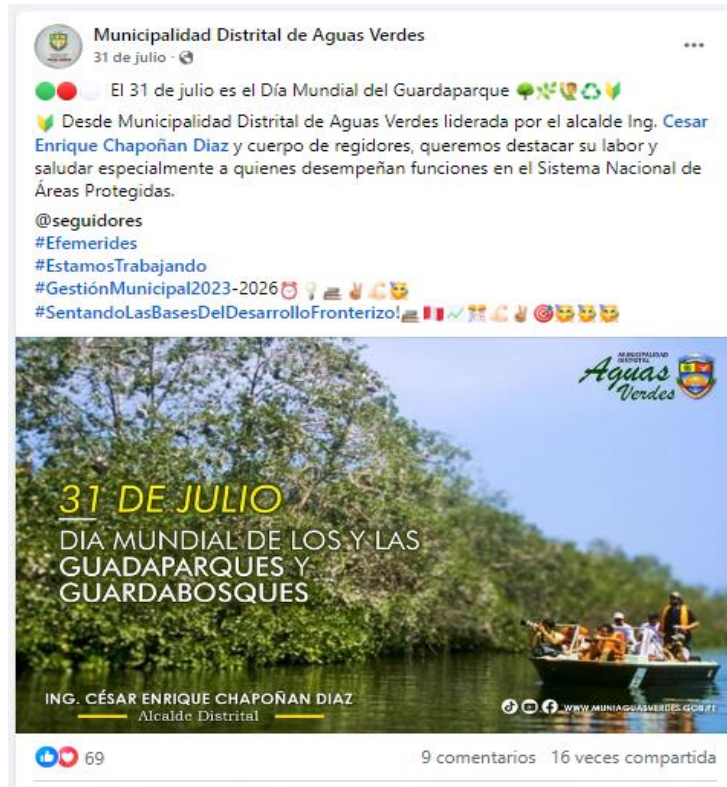 Municipalidad Distrital de Aguas Verdes
31 de julio ·
El 31 de julio es el Día Mundial del Guardaparque
Desde Municipalidad Distrital de Aguas Verdes liderada por el alcalde Ing. Cesar
Enrique Chapoñan Diaz y cuerpo de regidores, queremos destacar su labor y
saludar especialmente a quienes desempeñan funciones en el Sistema Nacional de
Áreas Protegidas.
@seguidores
#Efemerides
#EstamosTrabajando
#GestiónMunicipal2023-2026
#SentandoLasBasesDelDesarrolloFronterizo!
MUNICIPALIDAD
DISTRITAL
Aguas
Verdes
31 DE JULIO
DIA MUNDIAL DE LOS Y LAS
GUADAPARQUES Y
GUARDABOSQUES
ING. CÉSAR ENRIQUE CHAPOÑAN DIAZ
Alcalde Distrital
WWW.MUNIAGUASVERDES.GOB.PE
69
9 comentarios 16 veces compartida